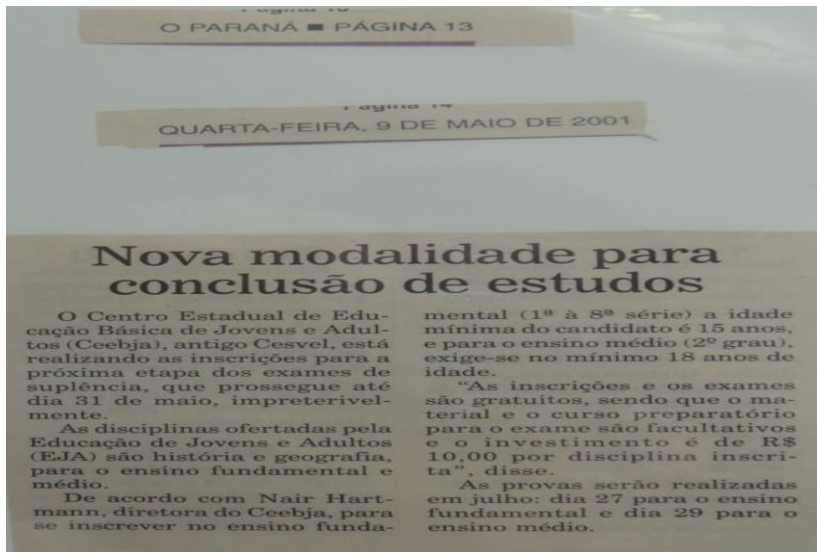 O PARANÁ ■ PÁGINA 13
QUARTA-FEIRA, 9 DE MAIO DE 2001
Nova modalidade para
conclusão de estudos
O Centro Estadual de Edu-
cação Básica de Jovens e Adul-
tos (Ceebja), antigo Cesvel, está
realizando as inscrições para a
próxima etapa dos exames de
suplência, que prossegue até
dia 31 de maio, impreterivel-
mente.
As disciplinas ofertadas pela
Educação de Jovens e Adultos
(EJA) são história e geografia,
para o ensino fundamental e
médio.
De acordo com Nair Hart-
mann, diretora do Ceebja, para
se inscrever no ensino funda-
mental (1ª à 8ª série) a idade
mínima do candidato é 15 anos,
e para o ensino médio (2º grau),
exige-se no mínimo 18 anos de
idade.
"As inscrições e os exames
são gratuitos, sendo que o ma-
terial e o curso preparatório
para o exame são facultativos
e o investimento é de R$
10,00 por disciplina inscri-
ta", disse.
As provas serão realizadas
em julho: dia 27 para o ensino
fundamental e dia 29 para o
ensino médio.